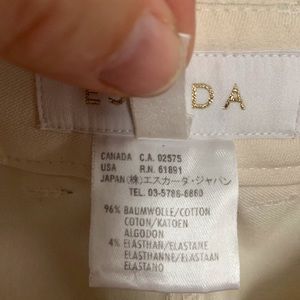 E DA
CANADA C.A. 02575
USA R.N. 61891
JAPAN (株)エスカーダ・ジャパン
TEL. 03-5786-6860
96% BAUMWOLLE/COTTON
COTON/KATOEN
ALGODON
4% ELASTHAN/ELASTANE
ELASTHANNE/ELASTAAN
ELASTANO